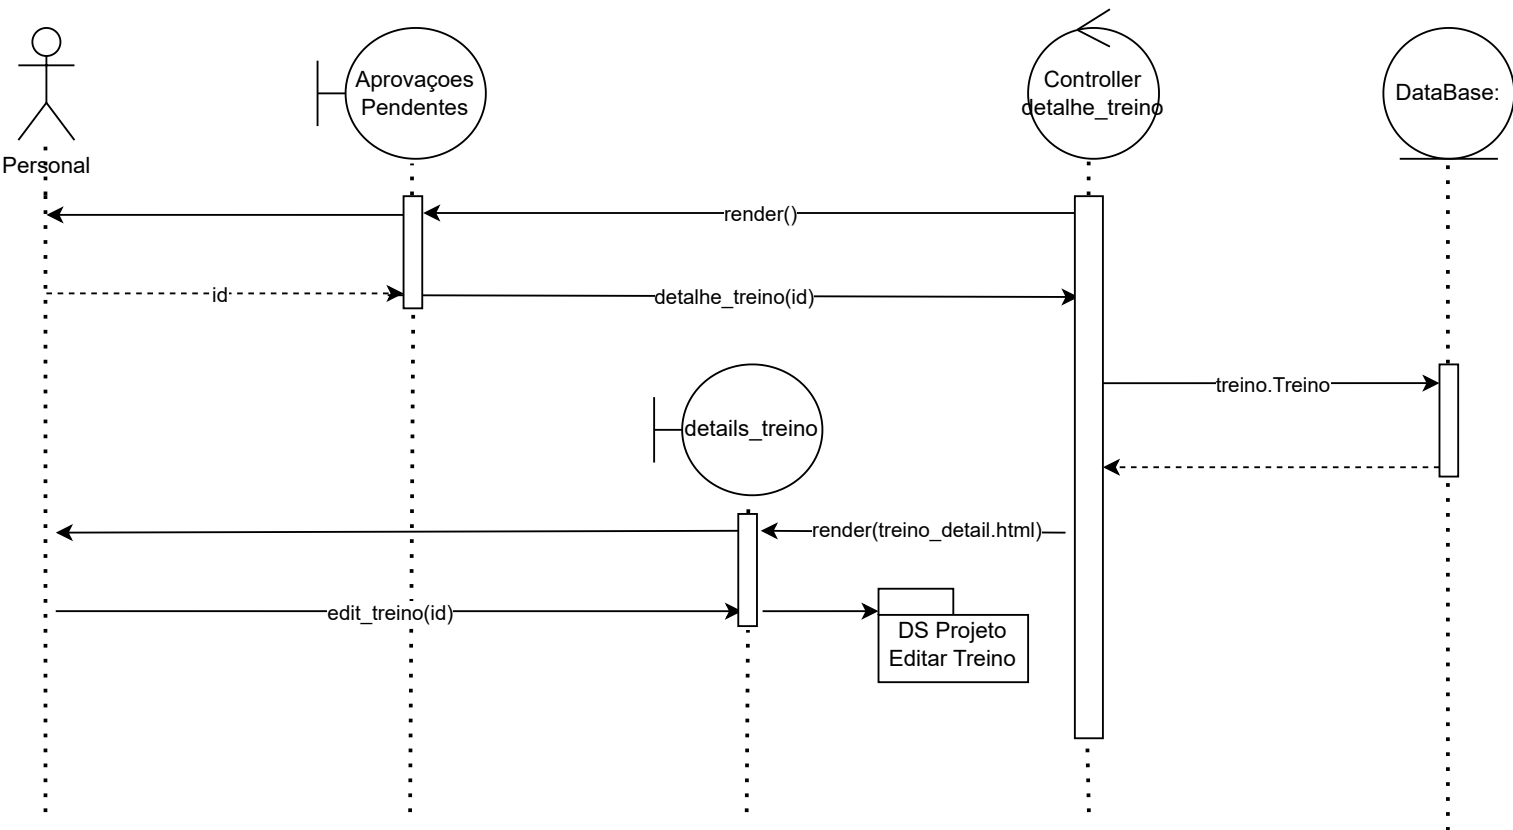 Aprovaçoes
Pendentes
Controller
detalhe_treino
DataBase:
Personal
render()
id
detalhe_treino(id)
treino.Treino
details_treino
render(treino_detail.html)
edit_treino(id)
DS Projeto
Editar Treino